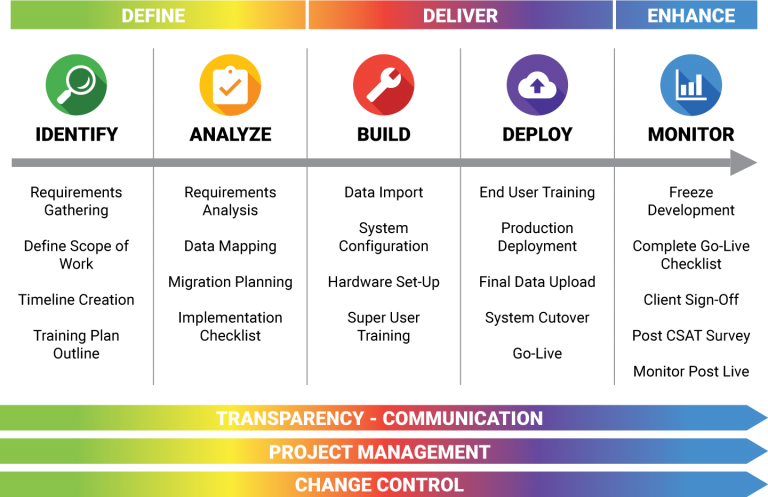 DEFINE
DELIVER
ENHANCE
IDENTIFY
ANALYZE
BUILD
DEPLOY
MONITOR
Requirements
Gathering
Define Scope of
Work
Timeline Creation
Training Plan
Outline
Requirements
Analysis
Data Mapping
Migration Planning
Implementation
Checklist
Data Import
System
Configuration
Hardware Set-Up
Super User
Training
End User Training
Production
Deployment
Final Data Upload
System Cutover
Go-Live
Freeze
Development
Complete Go-Live
Checklist
Client Sign-Off
Post CSAT Survey
Monitor Post Live
TRANSPARENCY - COMMUNICATION
PROJECT MANAGEMENT
CHANGE CONTROL